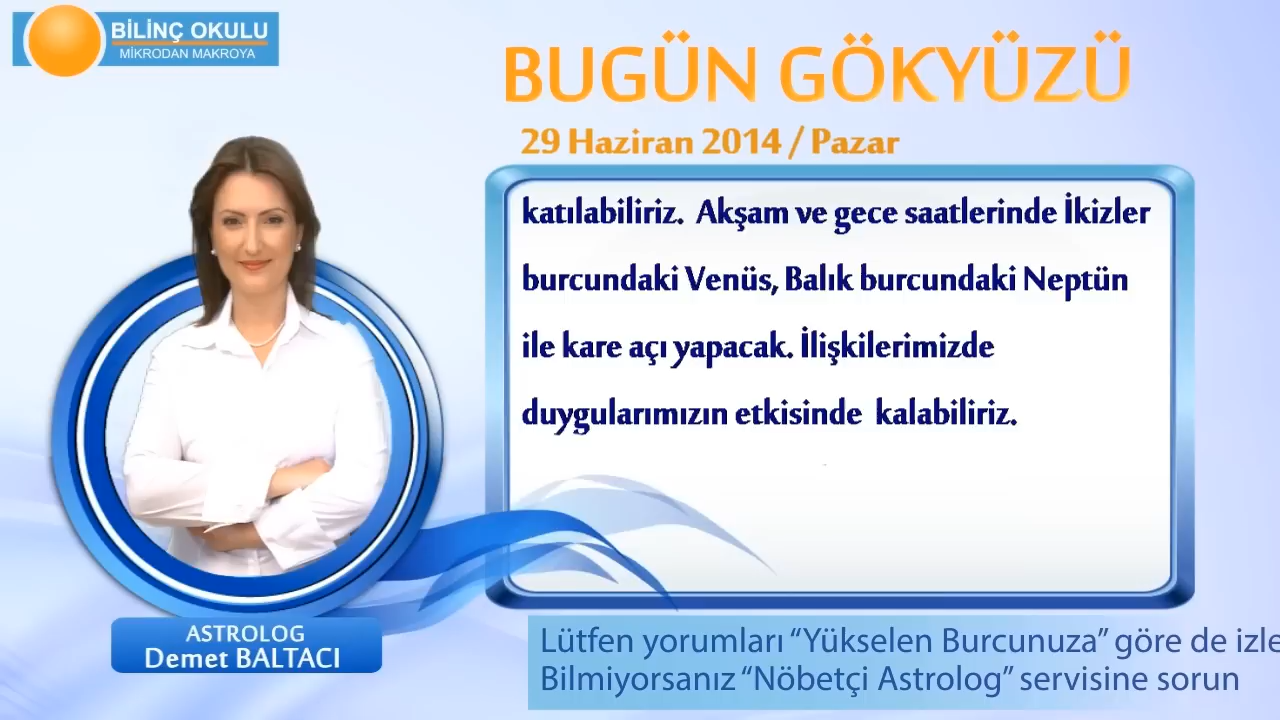 BİLİNÇ OKULU
MİKRODAN MAKROYA
BUGÜN GÖKYÜZÜ
29 Haziran 2014 / Pazar
katılabiliriz. Akşam ve gece saatlerinde İkizler
burcundaki Venüs, Balık burcundaki Neptün
ile kare açı yapacak. İlişkilerimizde
duygularımızın etkisinde kalabiliriz.
ASTROLOG
Demet BALTACI
Lütfen yorumları “Yükselen Burcunuza” göre de izle
Bilmiyorsanız “Nöbetçi Astrolog” servisine sorun